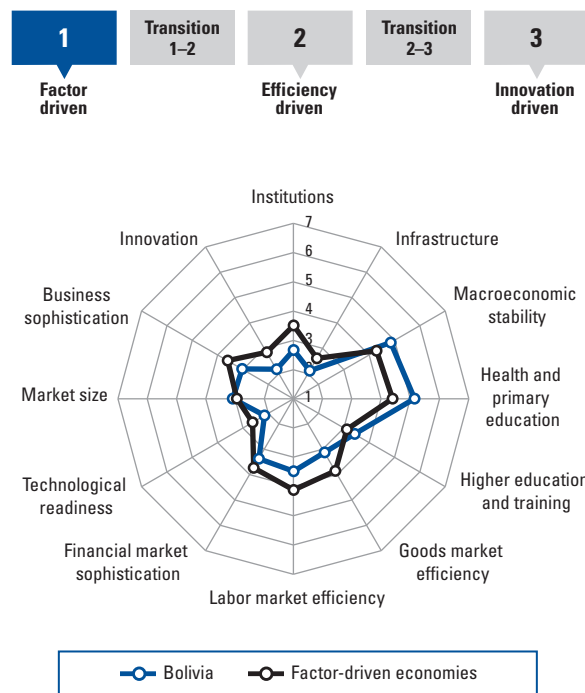 1
Transition
1–2
2
Transition
2–3
3
Factor
driven
Efficiency
driven
Innovation
driven
Institutions
7
Innovation
Infrastructure
6
5
Business
sophistication
Macroeconomic
stability
4
3
2
Market size
1
Health and
primary
education
Technological
readiness
Higher education
and training
Financial market
sophistication
Goods market
efficiency
Labor market efficiency
Bolivia
Factor-driven economies